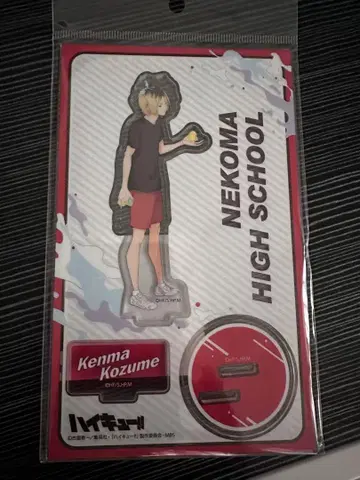 NEKOMA
HIGH SCHOOL
Kenma
Kozume
ハイキュー!!